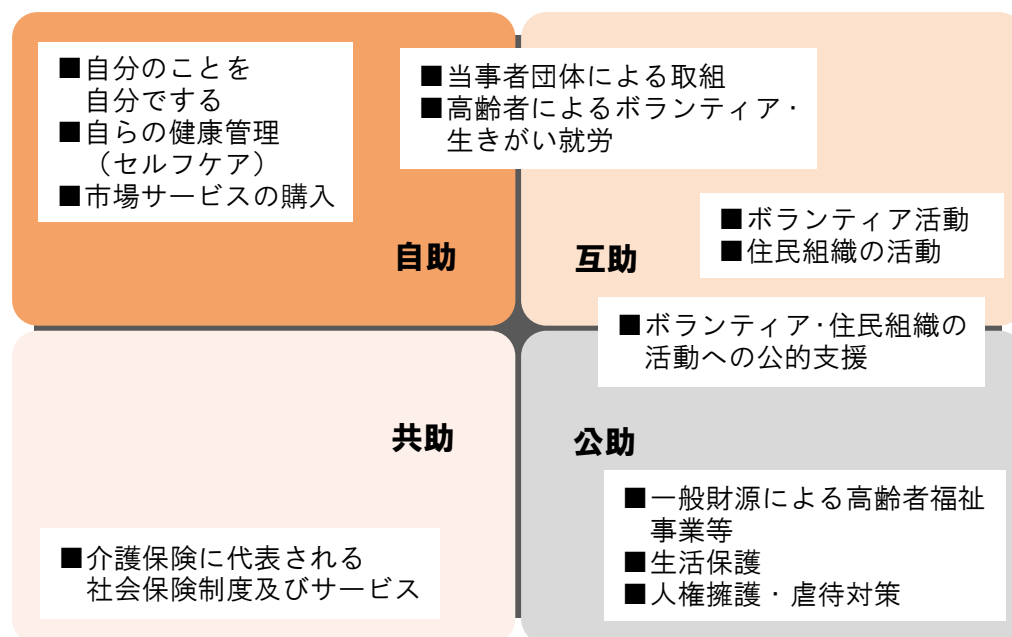 ■自分のことを
自分でする
■自らの健康管理
（セルフケア）
■市場サービスの購入
自助
■当事者団体による取組
■高齢者によるボランティア・
生きがい就労
■ボランティア活動
■住民組織の活動
互助
■ボランティア・住民組織の
活動への公的支援
共助
■介護保険に代表される
社会保険制度及びサービス
公助
■一般財源による高齢者福祉
事業等
■生活保護
■人権擁護・虐待対策